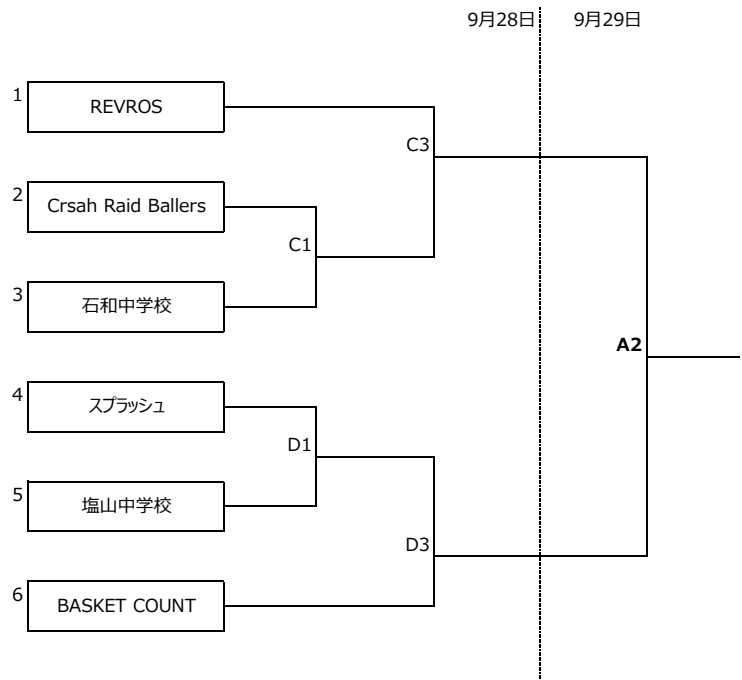 9月28日
9月29日
1
REVROS
C3
2
Crsah Raid Ballers
C1
3
石和中学校
A2
4
スプラッシュ
D1
5
塩山中学校
D3
6
BASKET COUNT